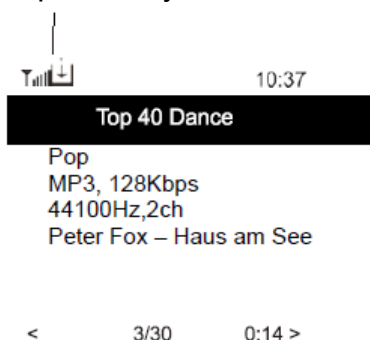 10:37
Top 40 Dance
Pop
MP3, 128Kbps
44100Hz,2ch
Peter Fox – Haus am See
< 3/30 0:14 >